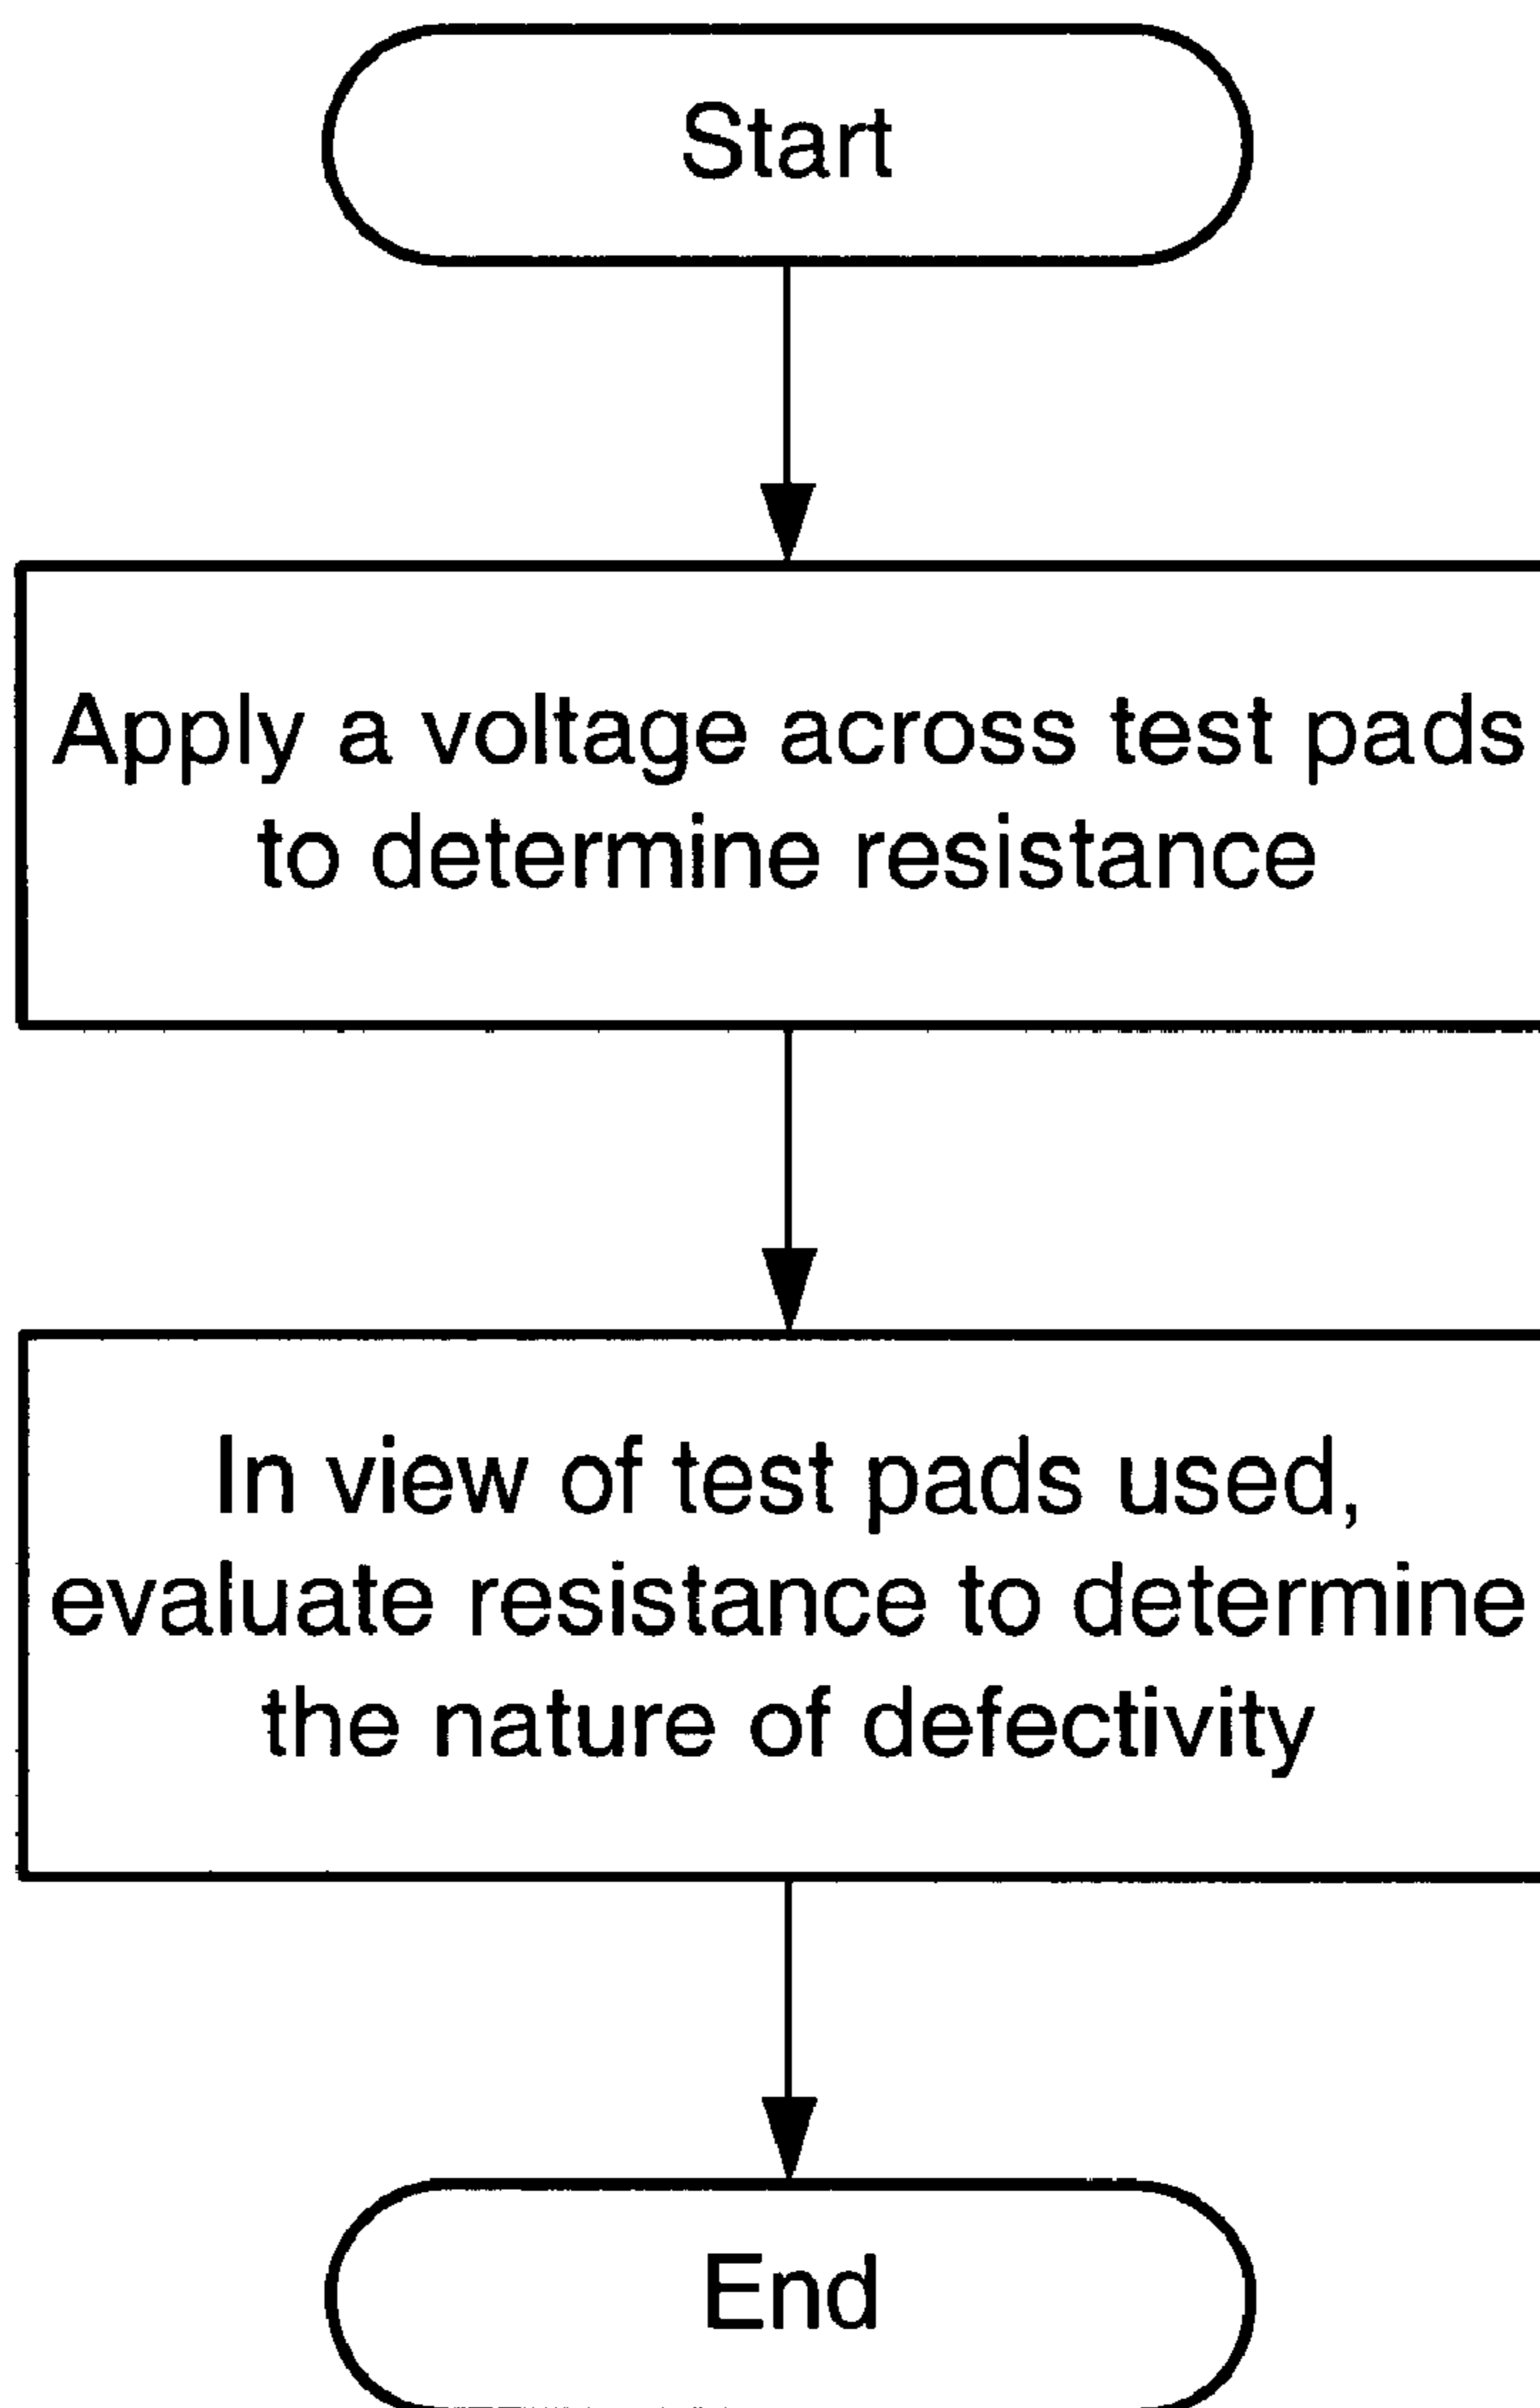 Start
Apply a voltage across test pads
to determine resistance
In view of test pads used,
evaluate resistance to determine
the nature of defectivity
End